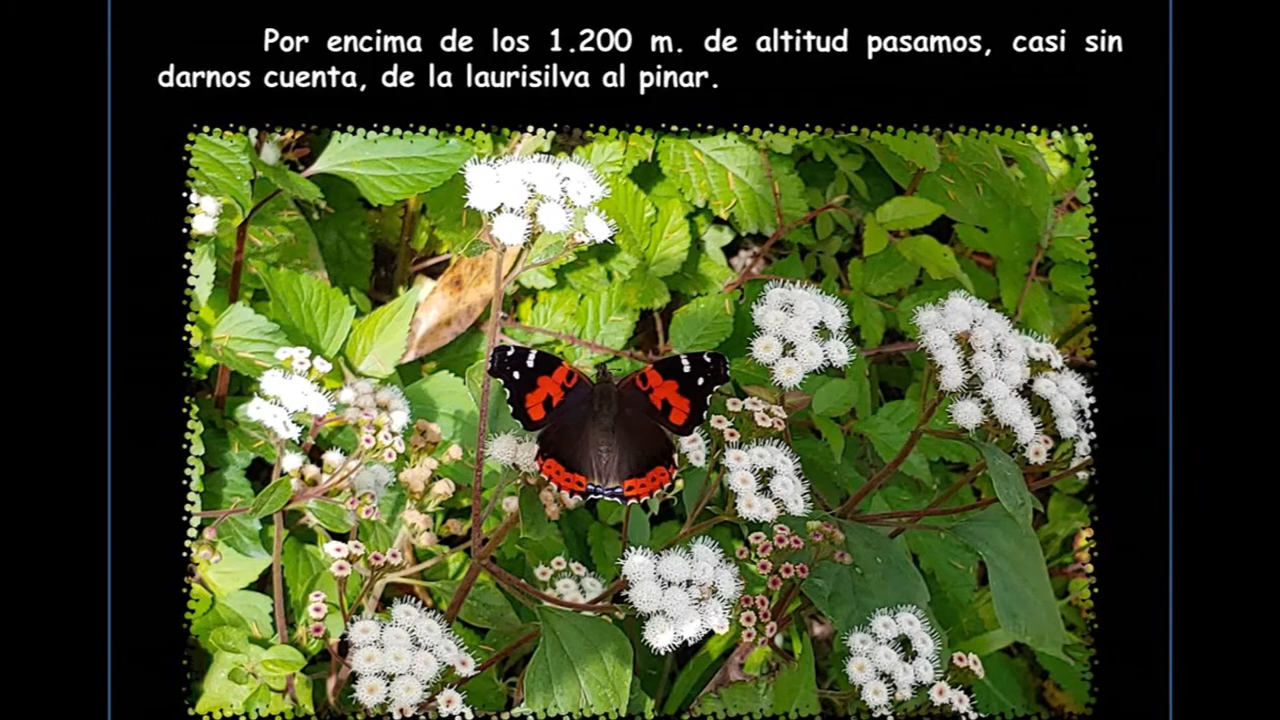 Por encima de los 1.200 m. de altitud pasamos, casi sin
darnos cuenta, de la laurisilva al pinar.